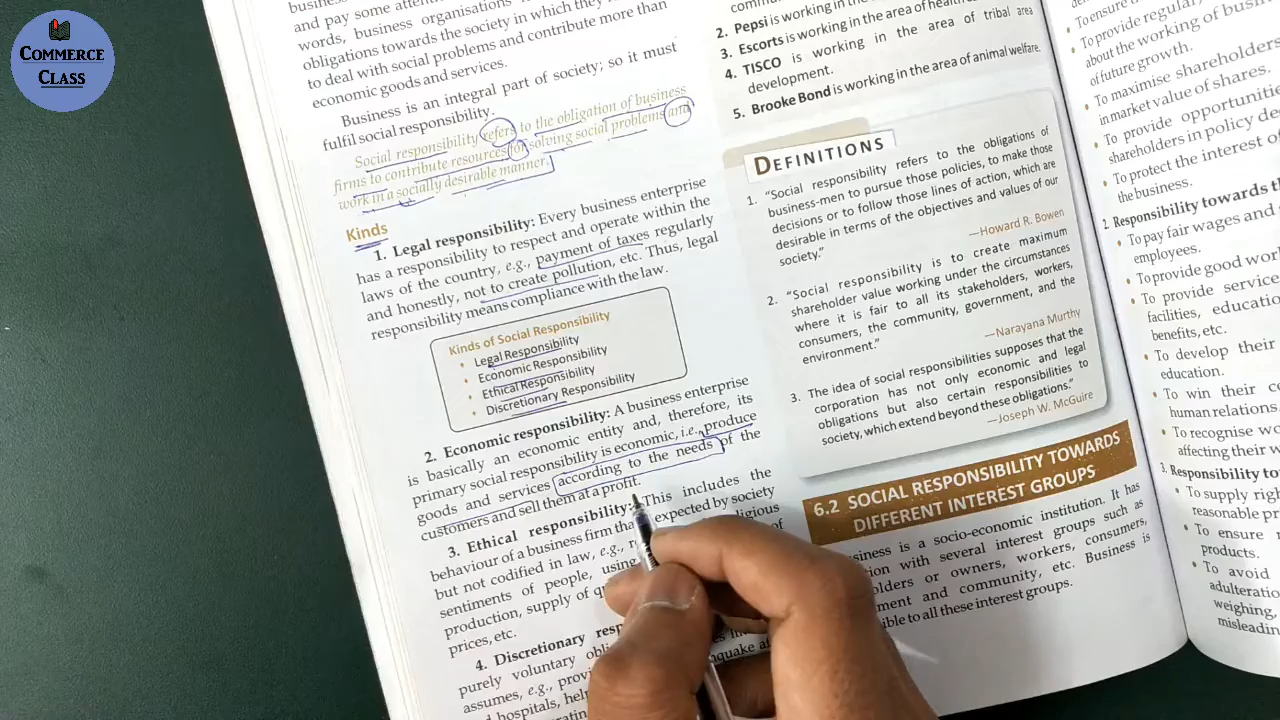 COMMERCE
CLASS
and pay some
words, business organisations
obligations towards the society in which they
to deal with social problems and contribute more than
economic goods and services.
Business is an integral part of society; so it must
fulfil social responsibility.
Social responsibility refers to the obligation of business
firms to contribute resources for solving social problems and
work in a socially desirable manner.
Kinds
1. Legal responsibility: Every business enterprise
has a responsibility to respect and operate within the
laws of the country, e.g., payment of taxes regularly
and honestly, not to create pollution, etc. Thus, legal
responsibility means compliance with the law.
Kinds of Social Responsibility
• Legal Responsibility
• Economic Responsibility
• Ethical Responsibility
• Discretionary Responsibility
2. Economic responsibility: A business enterprise
is basically an economic entity and, therefore, its
primary social responsibility is economic, i.e., produce
goods and services according to the needs of the
customers and sell them at a profit.
3. Ethical responsibility: This includes the
behaviour of a business firm that expected by society
but not codified in law, e.g., religious
sentiments of people, using of
production, supply of
prices, etc.
4. Discretionary
purely voluntary
assumes, e.g.,
hospitals,
2. Pepsi is working in the area of
3. Escorts is working in the area of
4. TISCO is working in the area of tribal area
development.
5. Brooke Bond is working in the area of animal welfare.
DEFINITIONS
1. "Social responsibility refers to the obligations of
business-men to pursue those policies, to make those
decisions or to follow those lines of action, which are
desirable in terms of the objectives and values of our
society."
—Howard R. Bowen
2. "Social responsibility is to create maximum
shareholder value working under the circumstances
where it is fair to all its stakeholders, workers,
consumers, the community, government, and the
environment."
—Narayana Murthy
3. The idea of social responsibilities supposes that the
corporation has not only economic and legal
obligations but also certain responsibilities to
society, which extend beyond these obligations."
—Joseph W. McGuire
6.2 SOCIAL RESPONSIBILITY TOWARDS
DIFFERENT INTEREST GROUPS
is a socio-economic institution. It has
with several interest groups such as
or owners, workers, consumers,
and community, etc. Business is
to all these interest groups.
• To ensure
• To provide regular
about the working of
of future growth.
• To maximise shareholders
in market value of shares.
• To provide
shareholders in policy
• To protect the interest of
the business.
2. Responsibility towards
• To pay fair wages and
employees.
• To provide good
• To provide
facilities,
benefits, etc.
• To develop their
education.
• To win their
human relations
• To recognise
affecting their
3. Responsibility
• To supply
reasonable
• To ensure
products.
• To avoid
weighing,